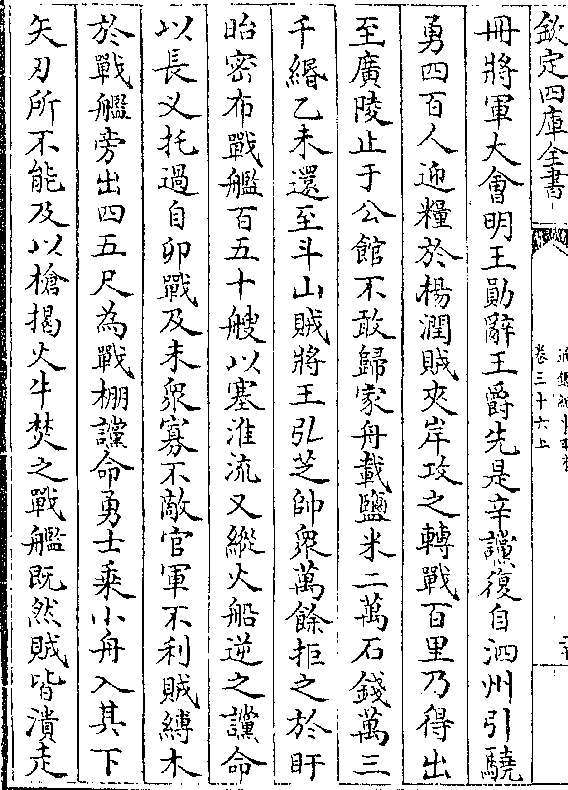 欽定四庫全書
卷三十六上
冊將軍大會明王勛辭王爵先是辛讜復自泗州引驍
勇四百人迎糧於楊潤賊夾岸攻之轉戰百里乃得出
至廣陵止于公館不敢歸家舟載鹽米二萬石錢萬三
千緡乙未還至斗山賊將王弘芝帥衆萬餘拒之於盱
眙密布戰艦百五十艘以塞淮流又縱火船逆之讜命
以長义托過自卯戰及未衆寡不敵官軍不利賊縛木
於戰艦旁出四五尺為戰棚讜命勇士乘小舟入其下
矢刃所不能及以槍揭火牛焚之戰艦既然賊皆潰走